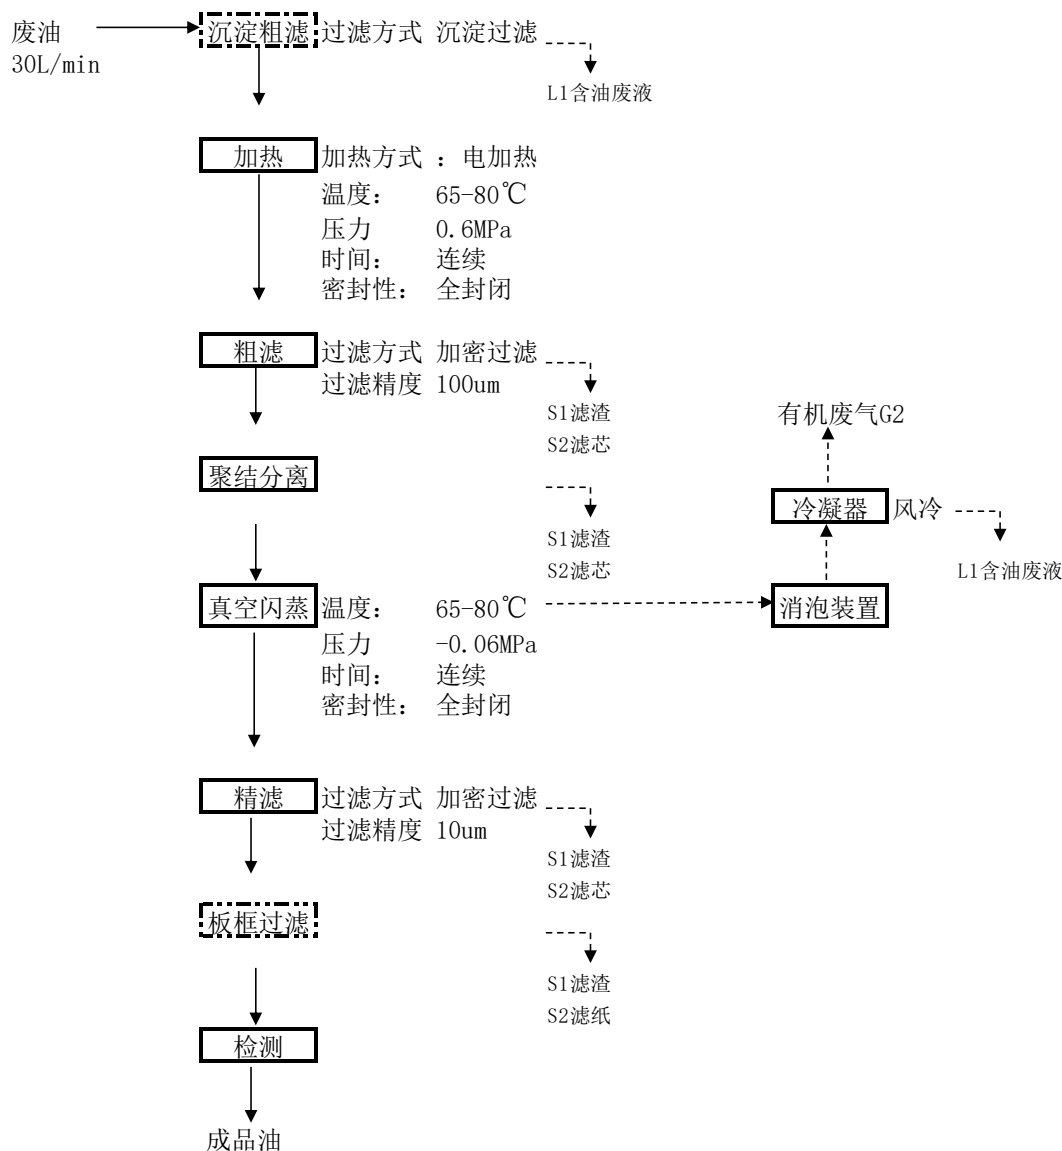 废油
30L/min
沉淀粗滤 过滤方式 沉淀过滤
L1含油废液
加热 加热方式 ：电加热
温度： 65-80℃
压力 0.6MPa
时间： 连续
密封性： 全封闭
粗滤 过滤方式 加密过滤
过滤精度 100um
S1滤渣
S2滤芯
有机废气G2
聚结分离
S1滤渣
S2滤芯
冷凝器 风冷
L1含油废液
真空闪蒸 温度： 65-80℃
压力 -0.06MPa
时间： 连续
密封性： 全封闭
消泡装置
精滤 过滤方式 加密过滤
过滤精度 10um
S1滤渣
S2滤芯
板框过滤
S1滤渣
S2滤纸
检测
成品油